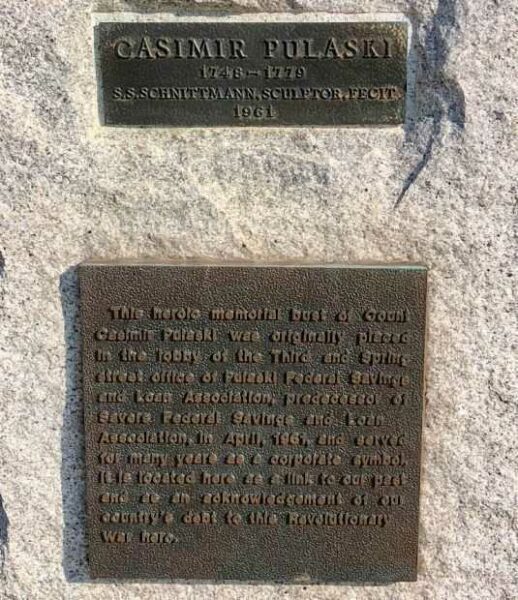 CASIMIR PULASKI
1748-1779
S.S.SCHNITTMANN,SCULPTOR,FECIT.
1961
This heroic memorial bust of Count
Casimir Pulaski was originally placed
in the lobby of the Third and Spring
street office of Pulaski Federal Savings
and Loan Association, predecessor of
Savers Federal Savings and Loan
Association, in April, 1961, and served
for many years as a corporate symbol.
It is located here as a link to our past
and as an acknowledgement of our
country's debt to this Revolutionary
War hero.